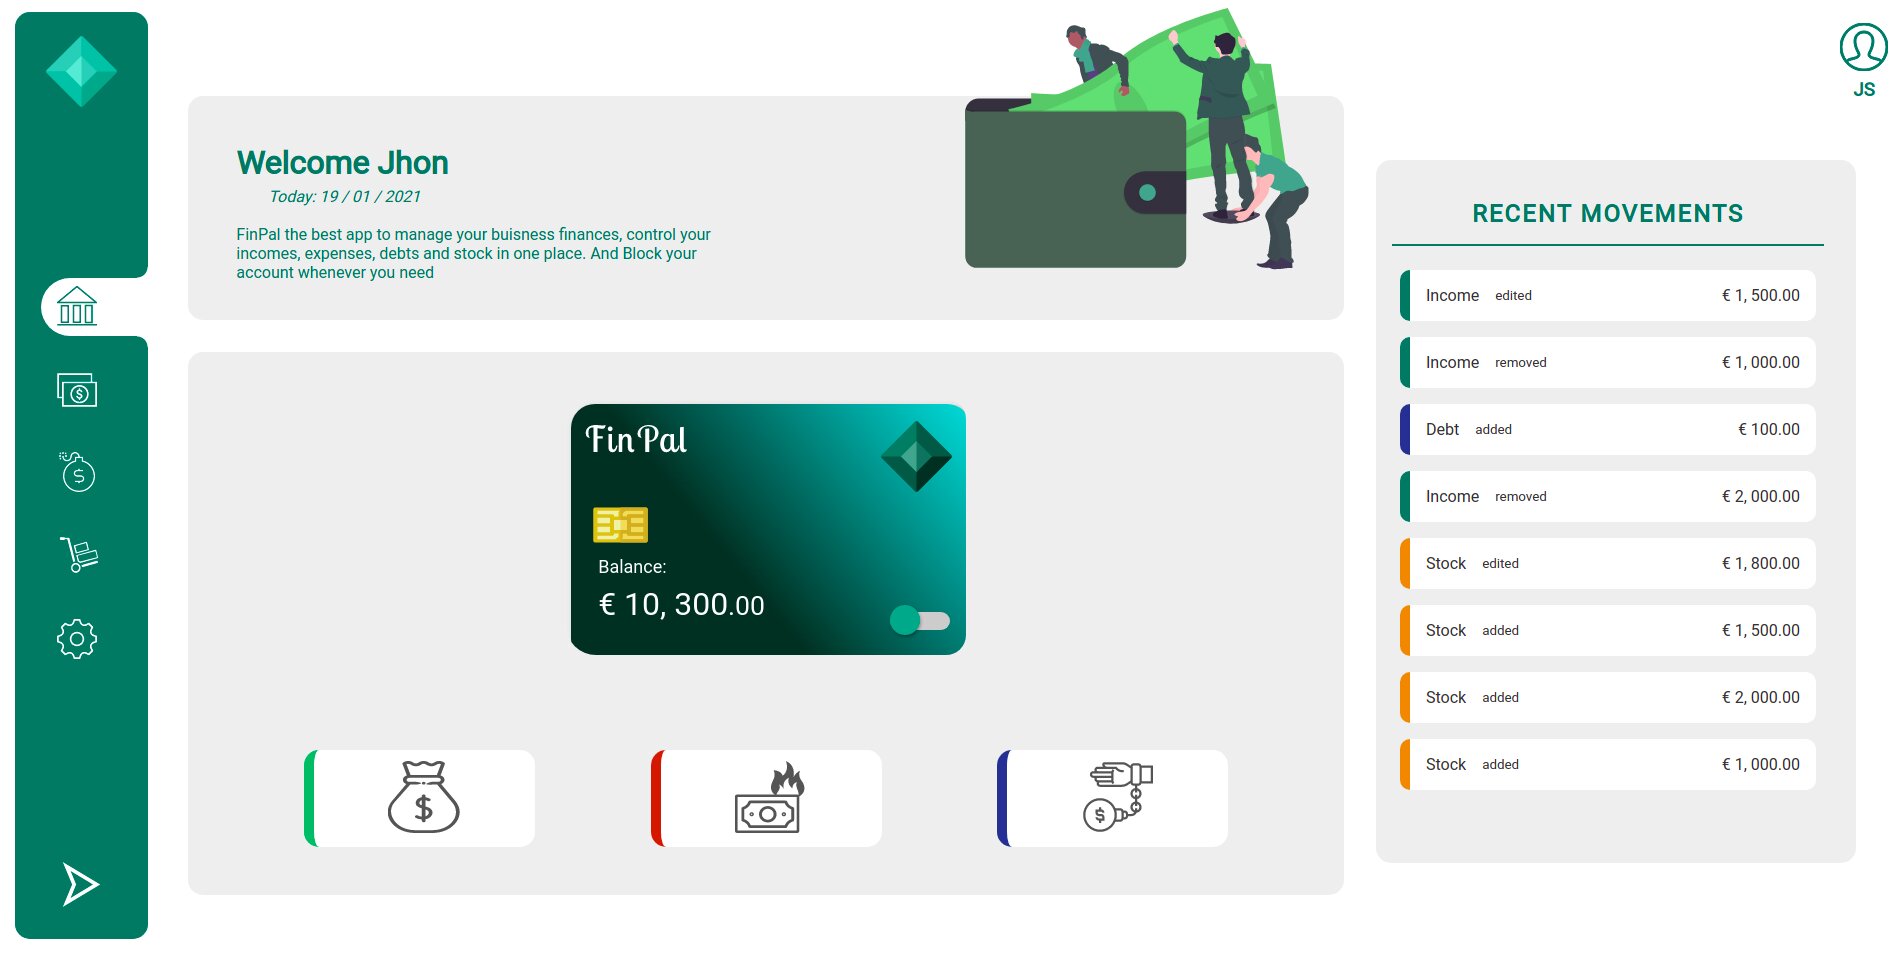 JS
Welcome Jhon
Today: 19 / 01 / 2021
FinPal the best app to manage your buisness finances, control your
incomes, expenses, debts and stock in one place. And Block your
account whenever you need
FinPal
Balance:
€ 10, 300.00
RECENT MOVEMENTS
Income edited € 1, 500.00
Income removed € 1, 000.00
Debt added € 100.00
Income removed € 2, 000.00
Stock edited € 1, 800.00
Stock added € 1, 500.00
Stock added € 2, 000.00
Stock added € 1, 000.00